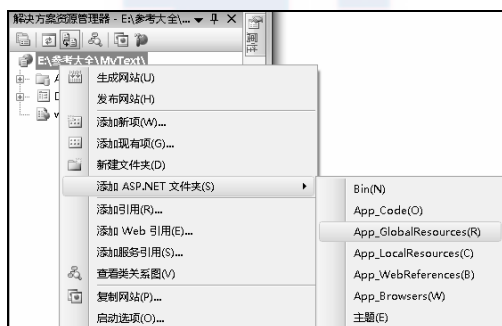 解决方案资源管理器 - E:\参考大全\...
E:\参考大全\MyText\
生成网站(U)
发布网站(H)
添加新项(W)...
添加现有项(G)...
新建文件夹(D)
添加 ASP.NET 文件夹(S)
添加引用(R)...
添加 Web 引用(E)...
添加服务引用(S)...
查看类关系图(V)
复制网站(P)...
启动选项(O)...
Bin(N)
App_Code(O)
App_GlobalResources(R)
App_LocalResources(C)
App_WebReferences(B)
App_Browsers(W)
主题(E)